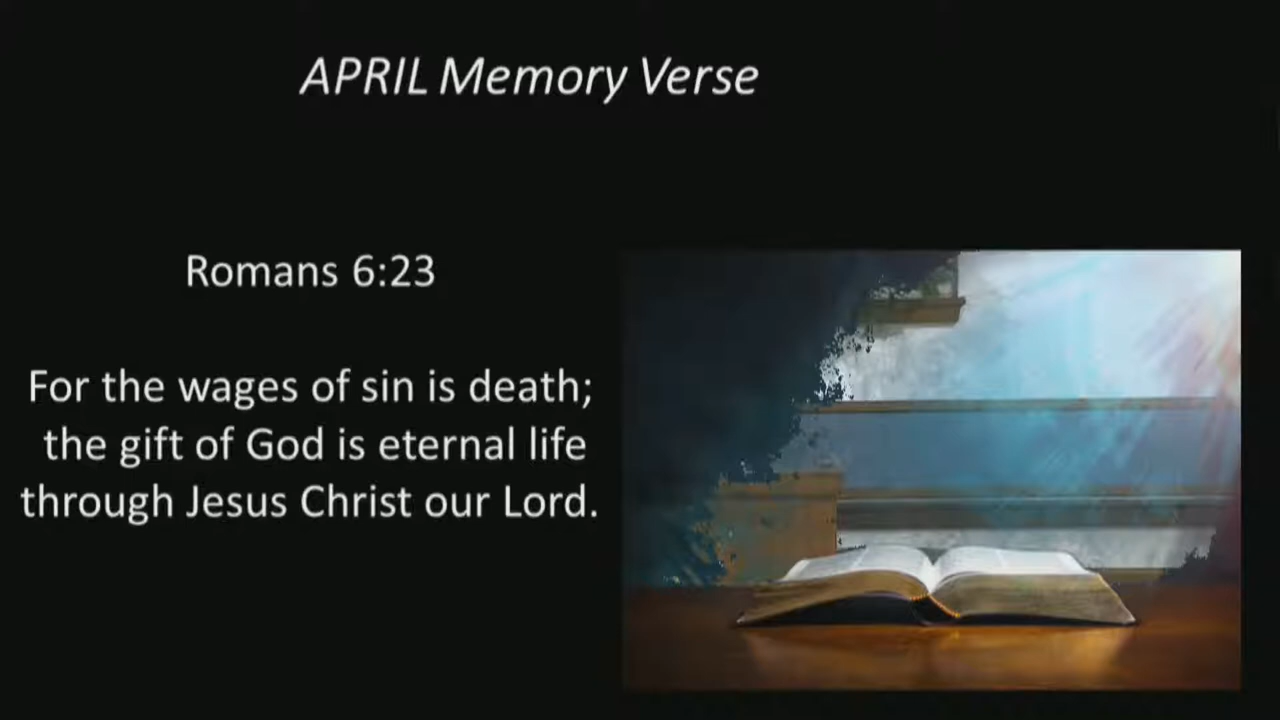 APRIL Memory Verse
Romans 6:23
For the wages of sin is death;
the gift of God is eternal life
through Jesus Christ our Lord.